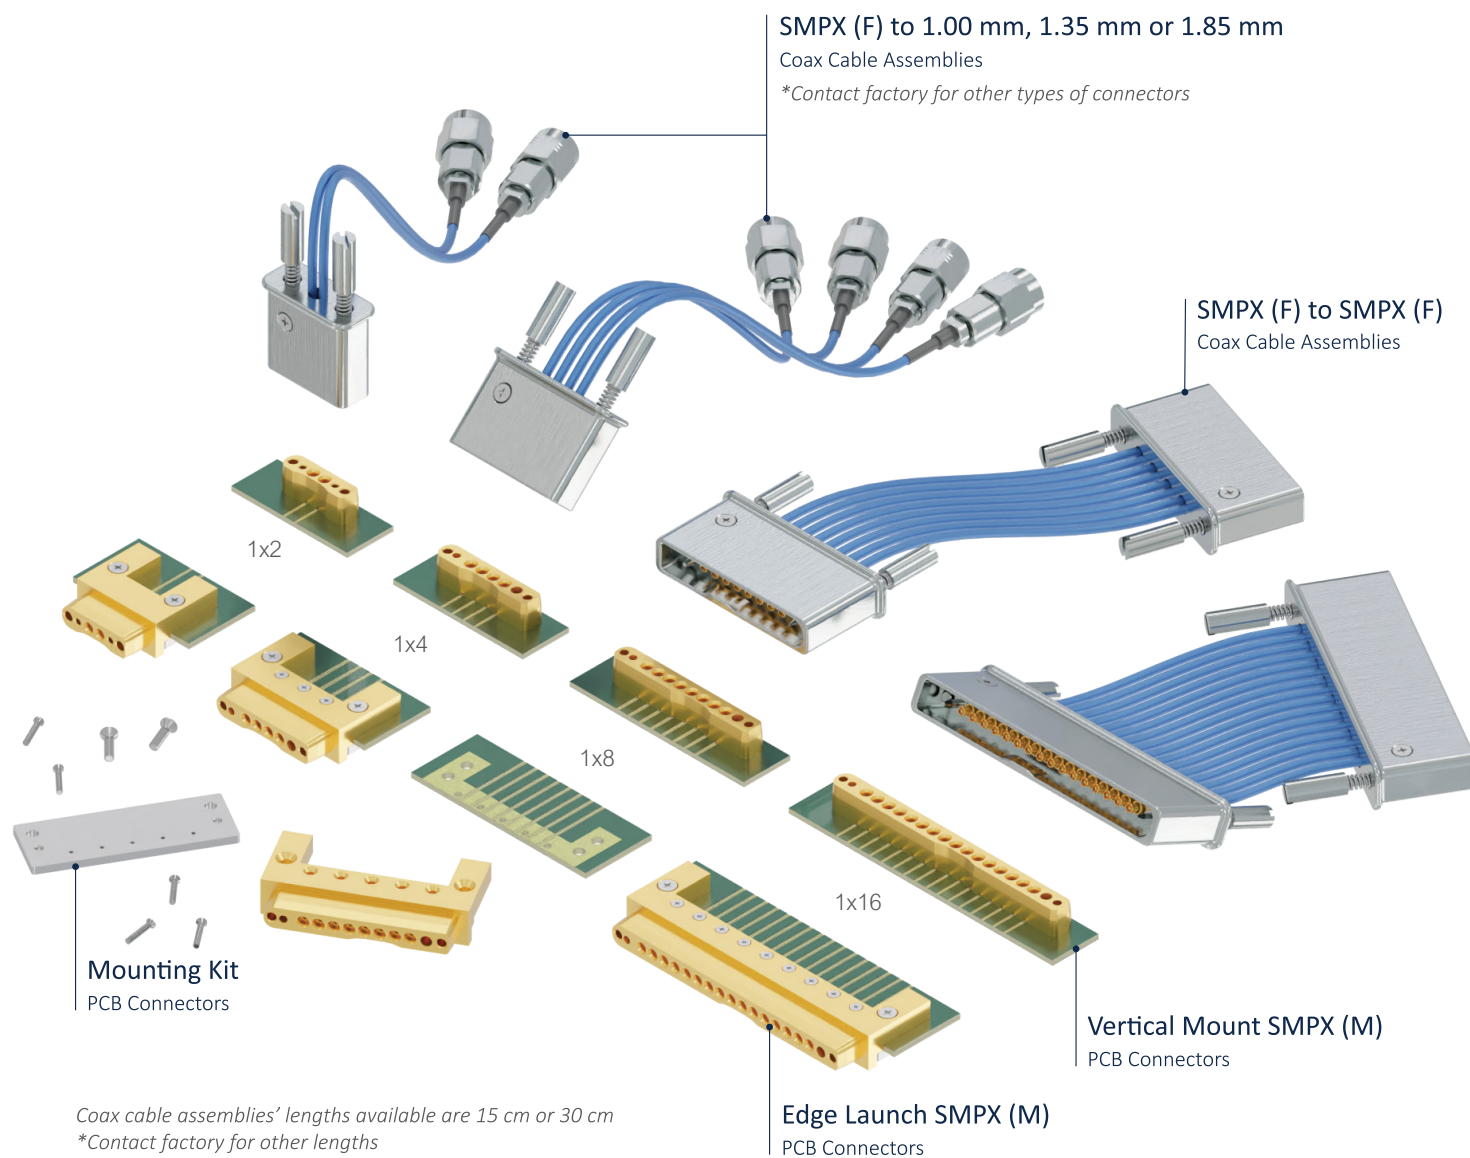 SMPX (F) to 1.00 mm, 1.35 mm or 1.85 mm
Coax Cable Assemblies
*Contact factory for other types of connectors
SMPX (F) to SMPX (F)
Coax Cable Assemblies
1x2
1x4
1x8
1x16
Mounting Kit
PCB Connectors
Vertical Mount SMPX (M)
PCB Connectors
Edge Launch SMPX (M)
PCB Connectors
Coax cable assemblies’ lengths available are 15 cm or 30 cm
*Contact factory for other lengths